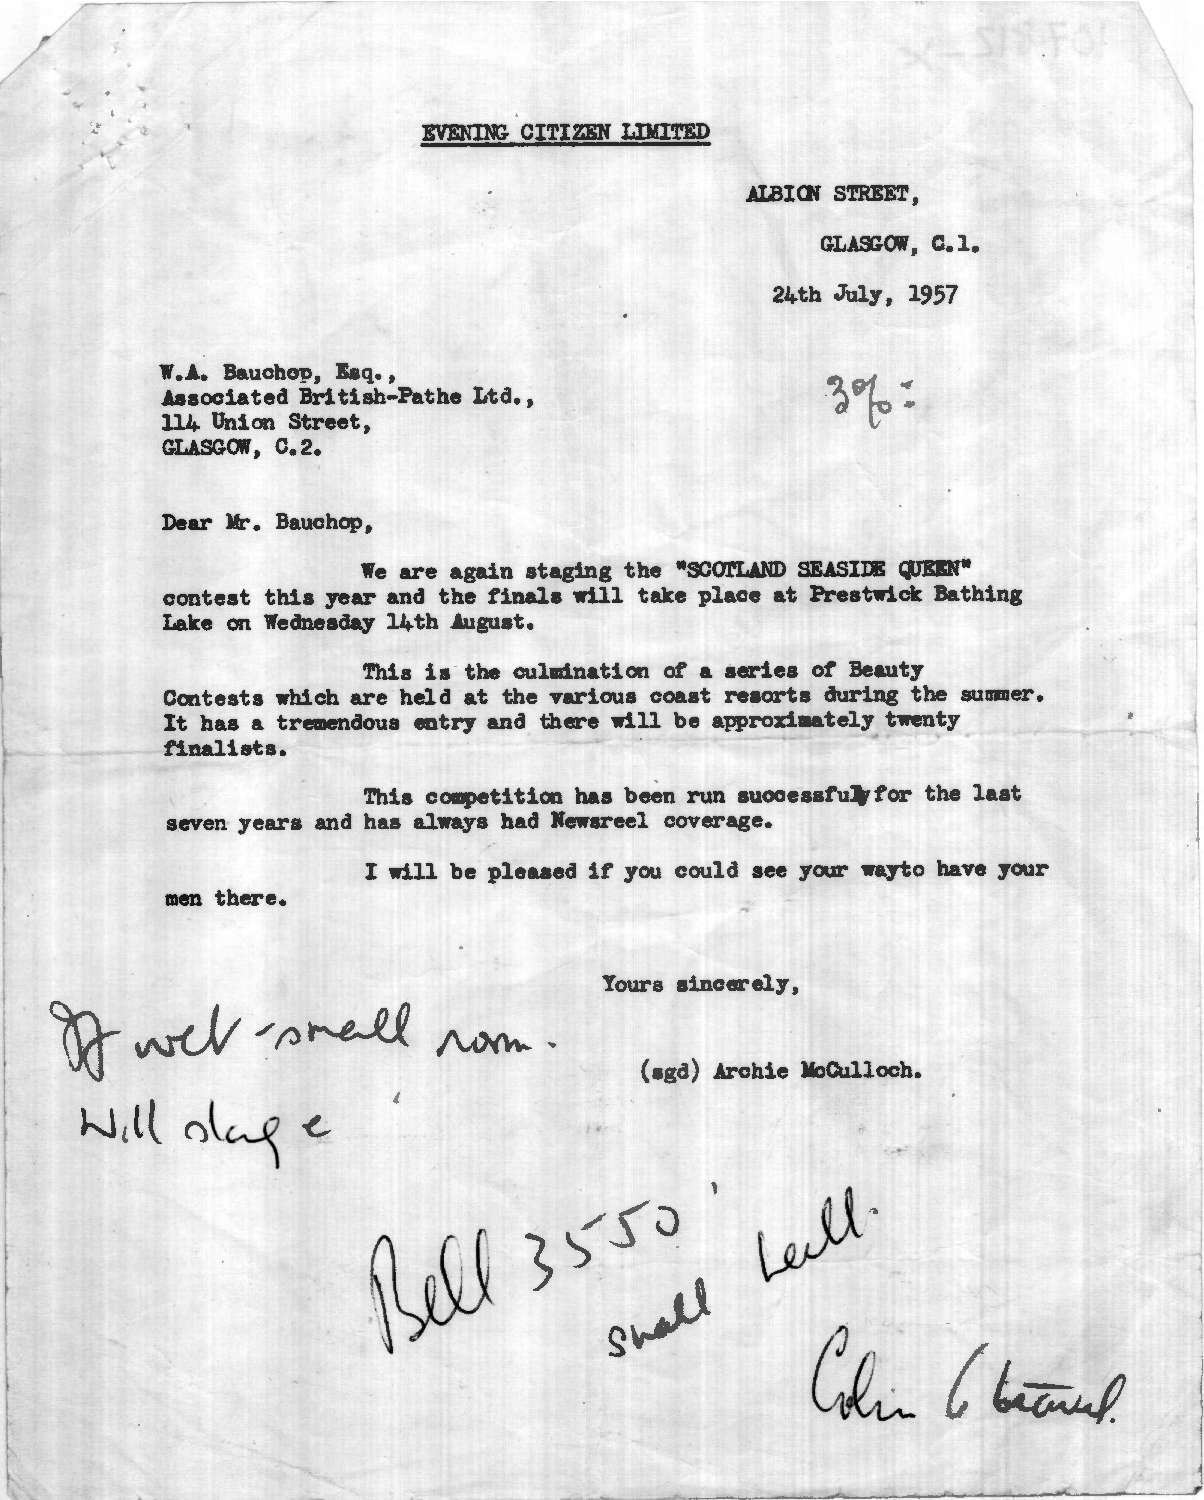 EVENING CITIZEN LIMITED
ALBION STREET,
GLASGOW, C.1.
24th July, 1957
W.A. Bauchop, Esq.,
Associated British-Pathe Ltd.,
114 Union Street,
GLASGOW, C.2.
Dear Mr. Bauchop,
We are again staging the "SCOTLAND SEASIDE QUEEN"
contest this year and the finals will take place at Prestwick Bathing
Lake on Wednesday 14th August.
This is the culmination of a series of Beauty
Contests which are held at the various coast resorts during the summer.
It has a tremendous entry and there will be approximately twenty
finalists.
This competition has been run successfuly for the last
seven years and has always had Newsreel coverage.
I will be pleased if you could see your wayto have your
men there.
Yours sincerely,
(sgd) Archie McCulloch.
If wet - small room.
Will stage
Bell 3550
small hall.
Colin